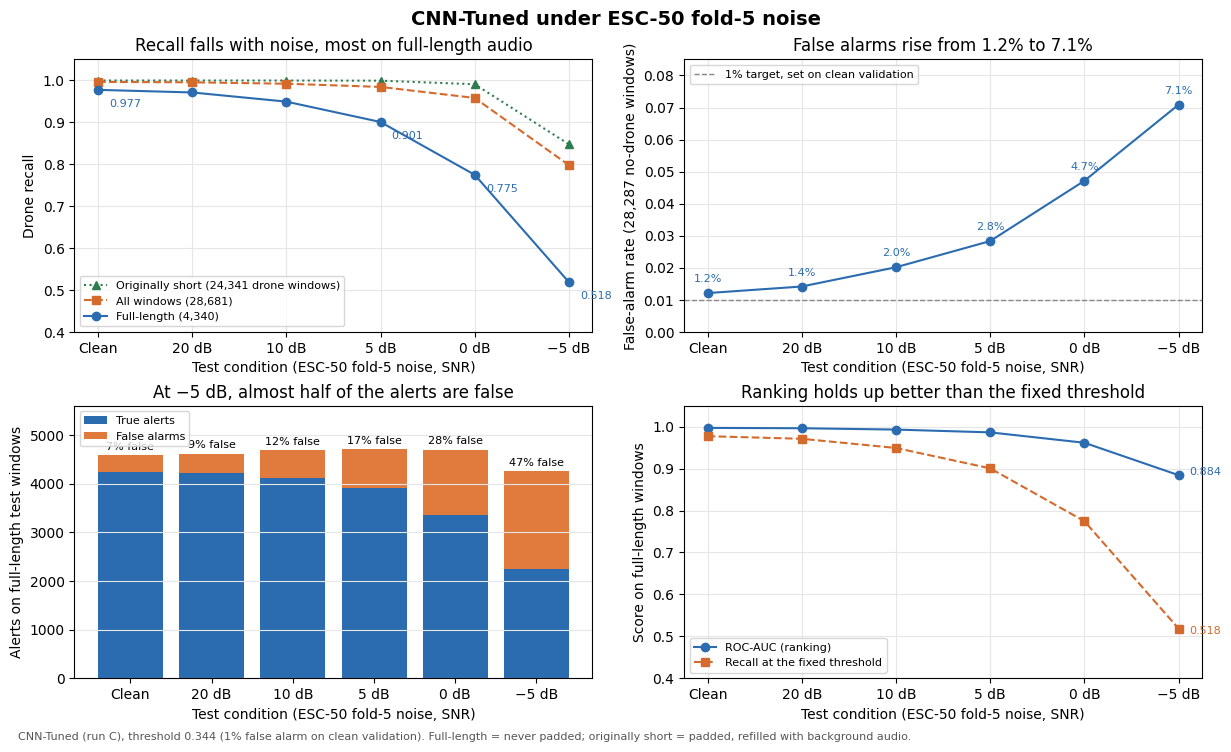 CNN-Tuned under ESC-50 fold-5 noise
Recall falls with noise, most on full-length audio
Drone recall
1.0
0.9
0.8
0.7
0.6
0.5
0.4
0.977
0.901
0.775
0.518
Originally short (24,341 drone windows)
All windows (28,681)
Full-length (4,340)
Clean
20 dB
10 dB
5 dB
0 dB
−5 dB
Test condition (ESC-50 fold-5 noise, SNR)
False alarms rise from 1.2% to 7.1%
False-alarm rate (28,287 no-drone windows)
0.08
0.07
0.06
0.05
0.04
0.03
0.02
0.01
0.00
1% target, set on clean validation
1.2%
1.4%
2.0%
2.8%
4.7%
7.1%
Clean
20 dB
10 dB
5 dB
0 dB
−5 dB
Test condition (ESC-50 fold-5 noise, SNR)
At −5 dB, almost half of the alerts are false
Alerts on full-length test windows
5000
4000
3000
2000
1000
0
True alerts
False alarms
7% false
9% false
12% false
17% false
28% false
47% false
Clean
20 dB
10 dB
5 dB
0 dB
−5 dB
Test condition (ESC-50 fold-5 noise, SNR)
Ranking holds up better than the fixed threshold
Score on full-length windows
1.0
0.9
0.8
0.7
0.6
0.5
0.4
0.884
0.518
ROC-AUC (ranking)
Recall at the fixed threshold
Clean
20 dB
10 dB
5 dB
0 dB
−5 dB
Test condition (ESC-50 fold-5 noise, SNR)
CNN-Tuned (run C), threshold 0.344 (1% false alarm on clean validation). Full-length = never padded; originally short = padded, refilled with background audio.